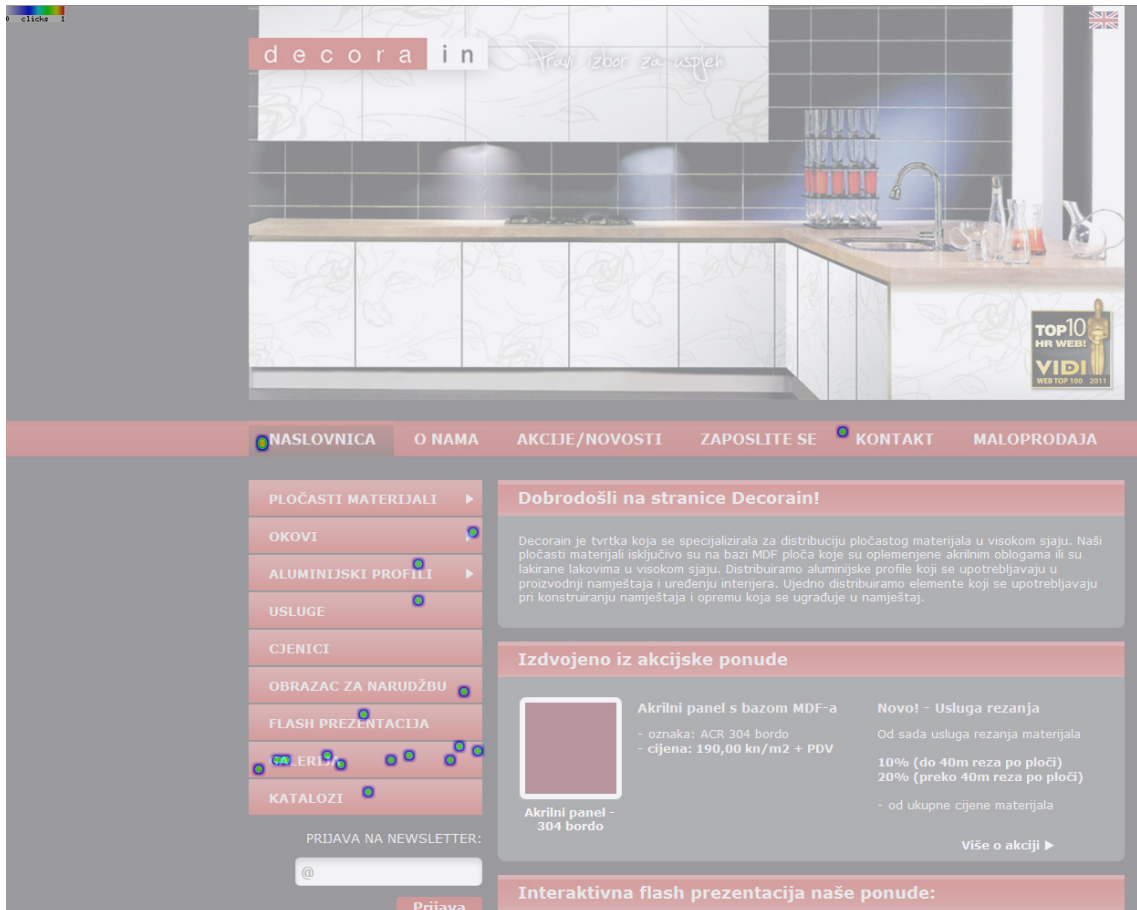 0 clicks 1
decora in
Pravi izbor za uspjeh
TOP10
HR WEB!
VIDI
WEB TOP 100 2011
NASLOVNICA O NAMA AKCIJE/NOVOSTI ZAPOSLITE SE KONTAKT MALOPRODAJA
PLOČASTI MATERIJALI
OKOVI
ALUMINIJSKI PROFILI
USLUGE
CJENICI
OBRAZAC ZA NARUDŽBU
FLASH PREZENTACIJA
GALERIJA
KATALOZI
PRIJAVA NA NEWSLETTER:
@
Prijava
Dobrodošli na stranice Decorain!
Decorain je tvrtka koja se specijalizirala za distribuciju pločastog materijala u visokom sjaju. Naši
pločasti materijali isključivo su na bazi MDF ploča koje su oplemenjene akrilnim oblogama ili su
lakirane lakovima u visokom sjaju. Distribuiramo aluminijske profile koji se upotrebljavaju u
proizvodnji namještaja i uređenju interijera. Ujedno distribuiramo elemente koji se upotrebljavaju
pri konstruiranju namještaja i opremu koja se ugrađuje u namještaj.
Izdvojeno iz akcijske ponude
Akrilni panel s bazom MDF-a
- oznaka: ACR 304 bordo
- cijena: 190,00 kn/m2 + PDV
Akrilni panel -
304 bordo
Novo! - Usluga rezanja
Od sada usluga rezanja materijala
10% (do 40m reza po ploči)
20% (preko 40m reza po ploči)
- od ukupne cijene materijala
Više o akciji
Interaktivna flash prezentacija naše ponude: